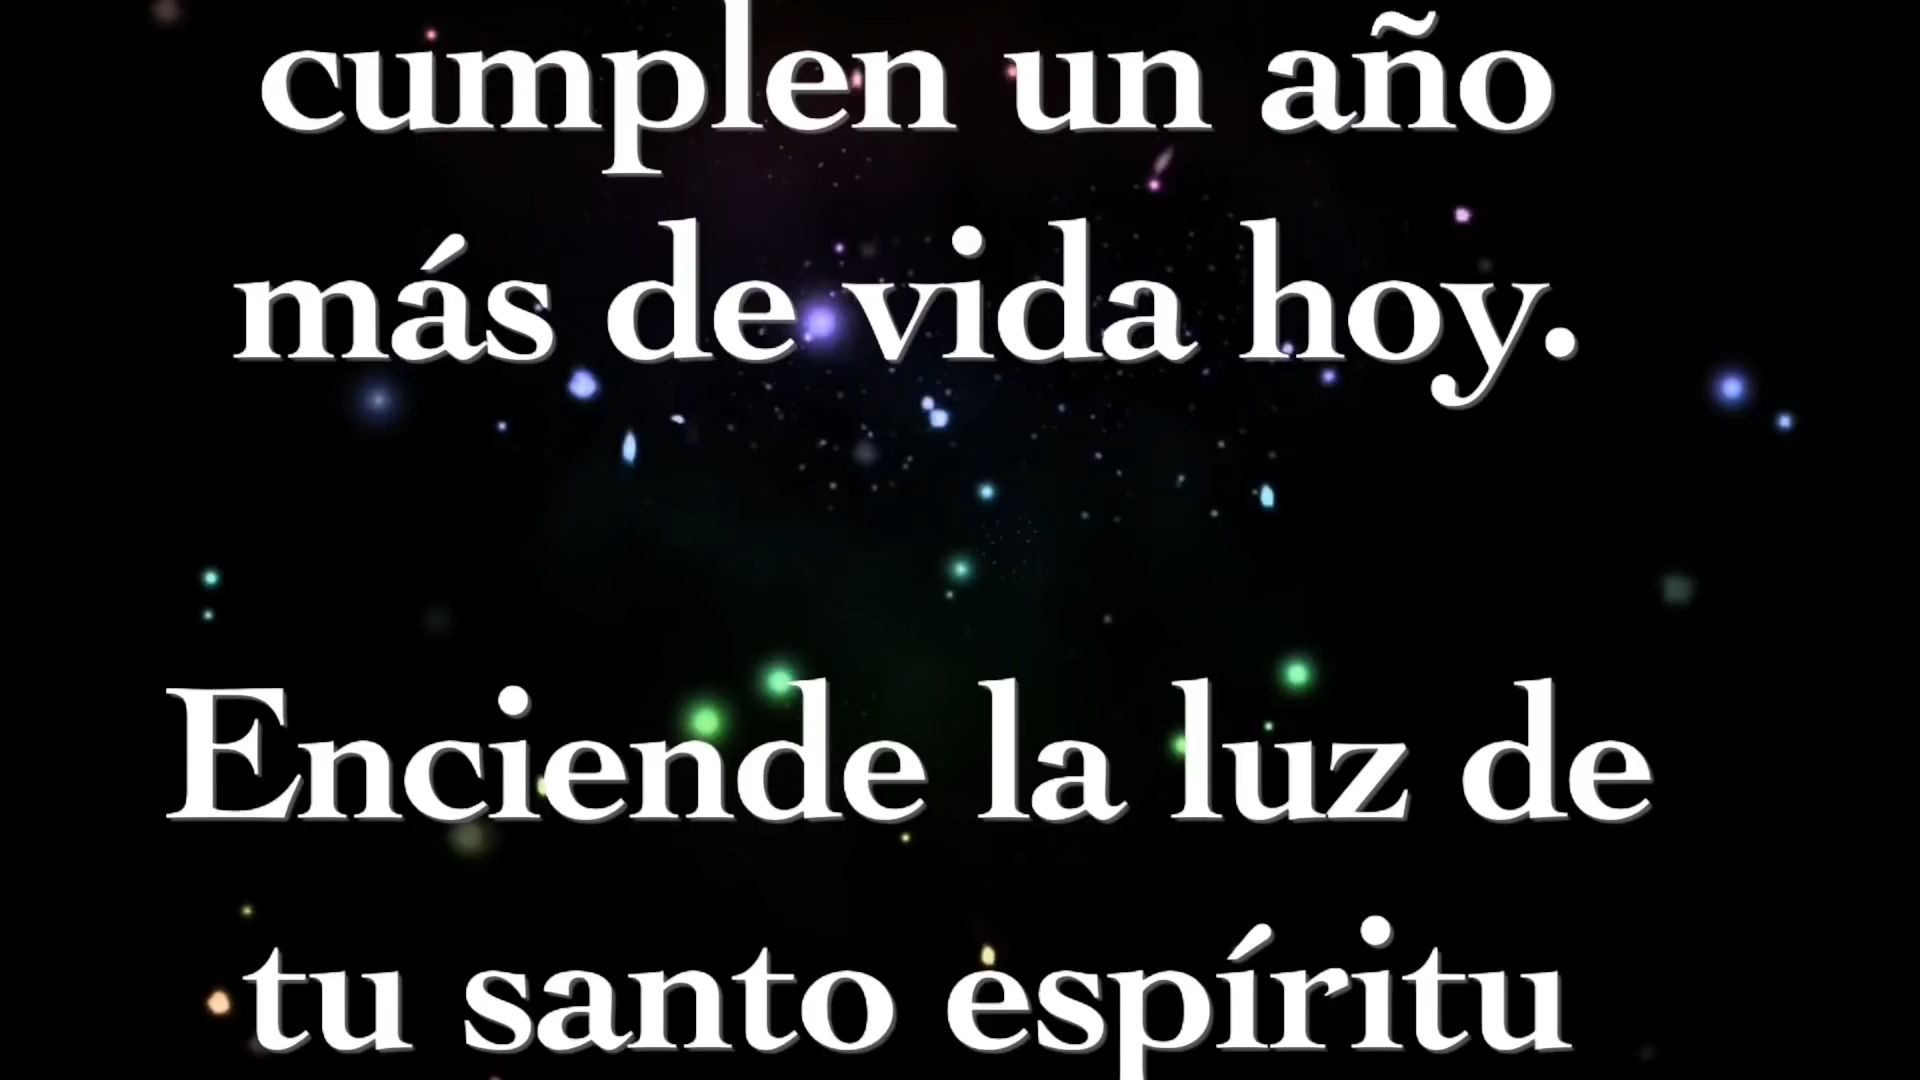 cumplen un año
más de vida hoy.
Enciende la luz de
tu santo espíritu